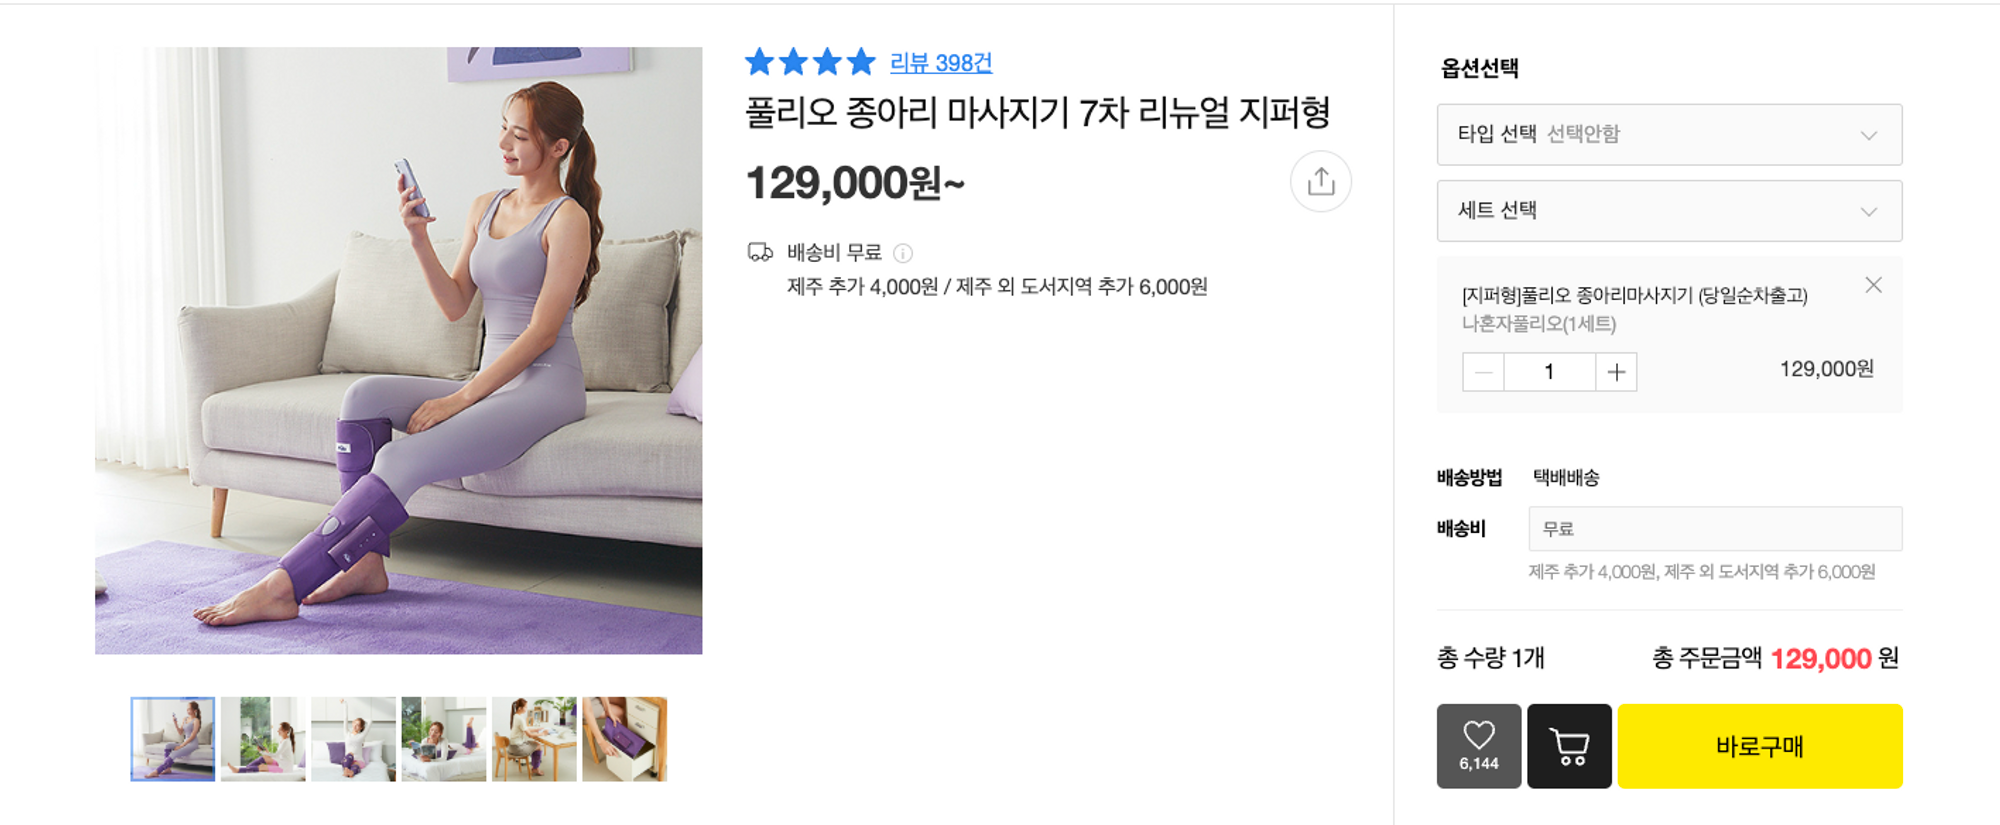 리뷰 398건
풀리오 종아리 마사지기 7차 리뉴얼 지퍼형
129,000원~
배송비 무료
제주 추가 4,000원 / 제주 외 도서지역 추가 6,000원
옵션선택
타입 선택 선택안함
세트 선택
[지퍼형]풀리오 종아리마사지기 (당일순차출고)
나혼자풀리오(1세트)
1
129,000원
배송방법 택배배송
배송비 무료
제주 추가 4,000원, 제주 외 도서지역 추가 6,000원
총 수량 1개
총 주문금액 129,000 원
6,144
바로구매